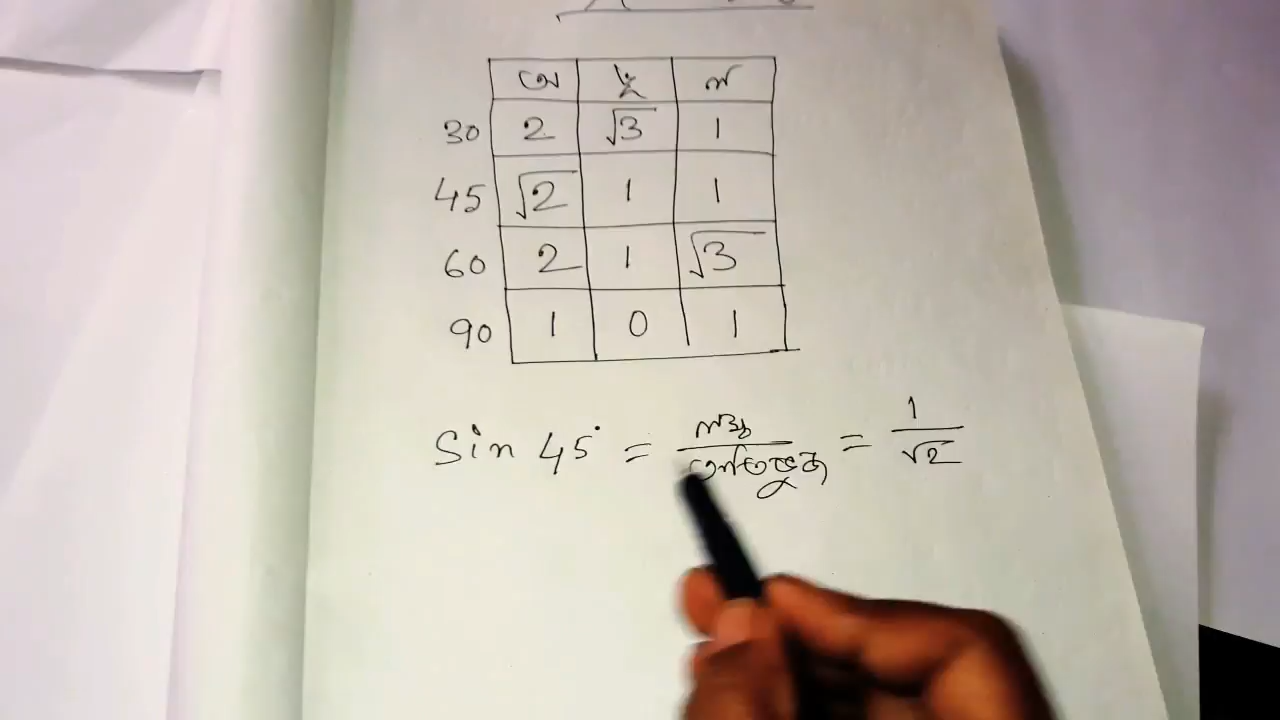 অ ভূ ল
30 2 √3 1
45 √2 1 1
60 2 1 √3
90 1 0 1
Sin 45° = লম্ব / অতিভুজ = 1/√2